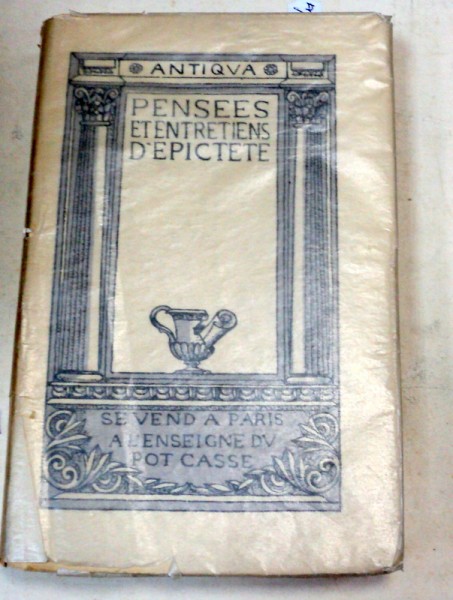 ANTIQVA
PENSEES
ET ENTRETIENS
D'EPICTETE
SE VEND A PARIS
A L'ENSEIGNE DV
POT CASSE